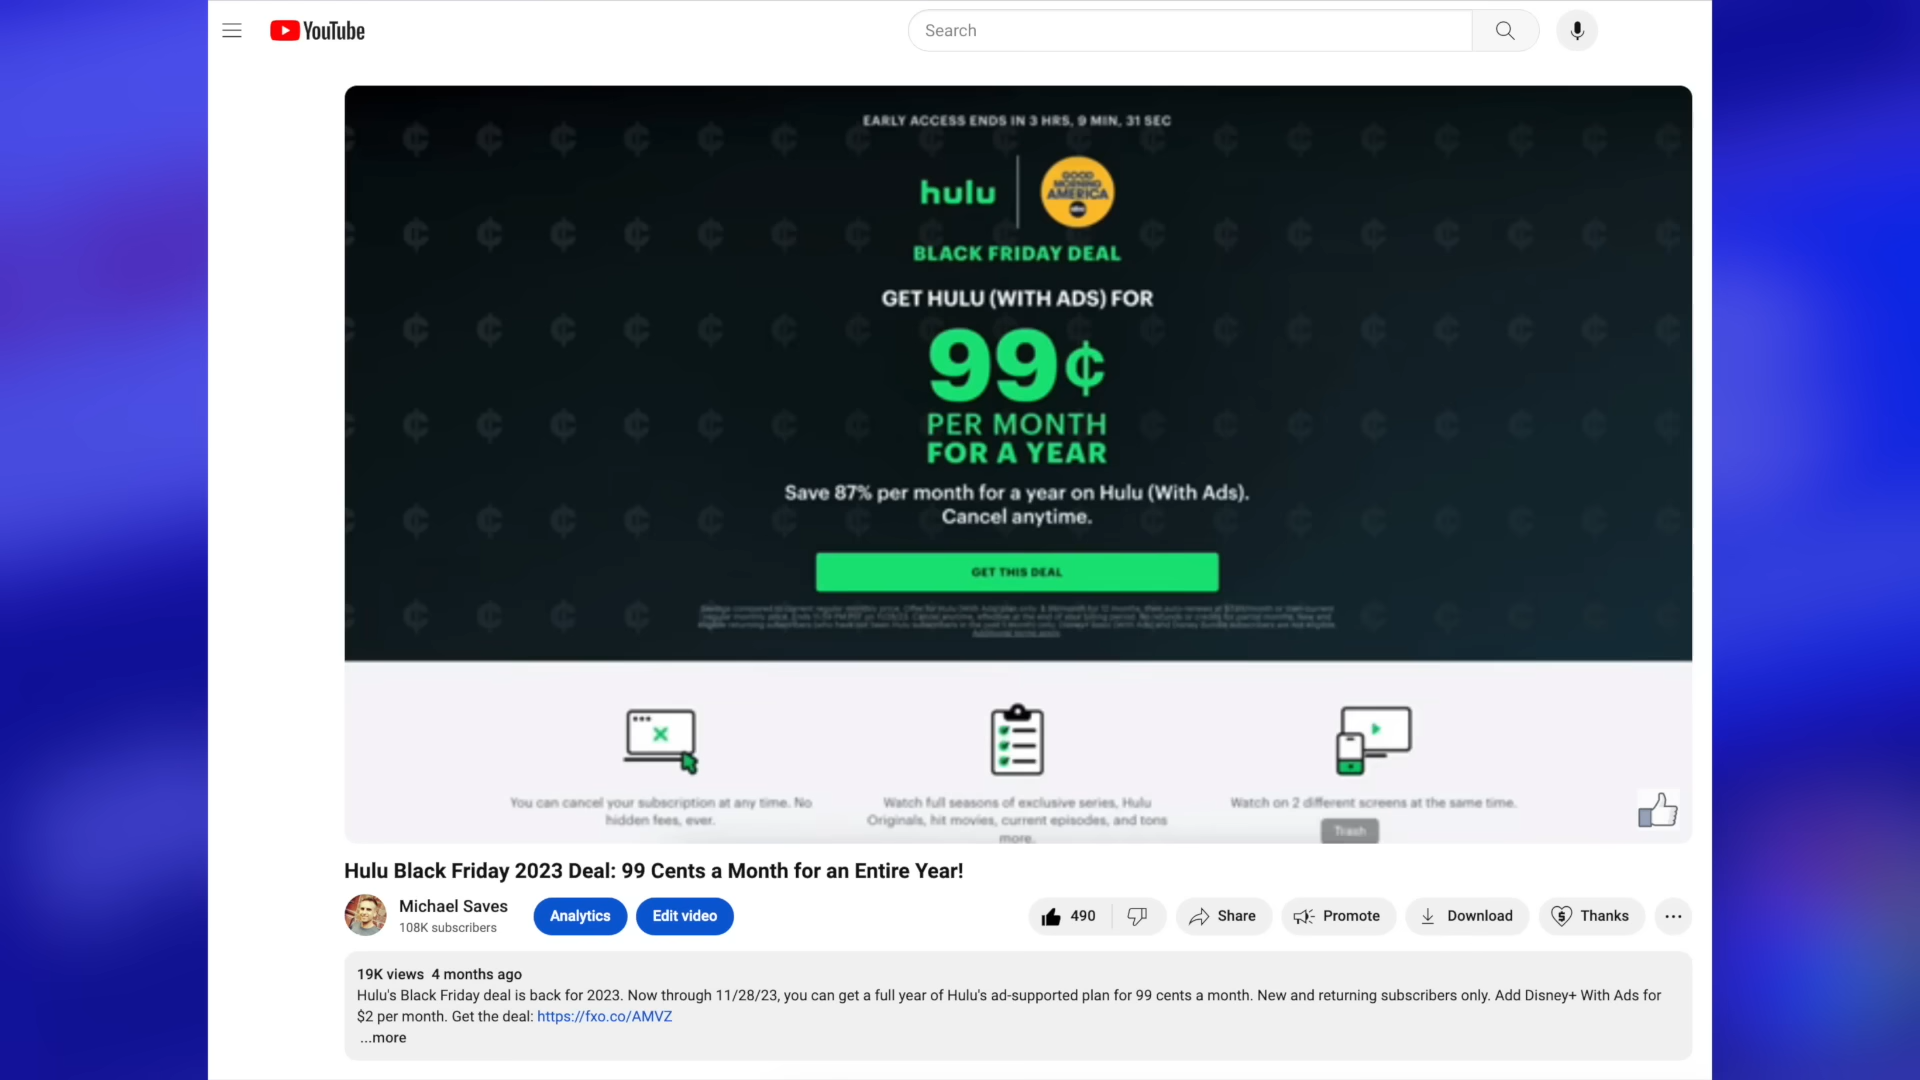 YouTube
Search
EARLY ACCESS ENDS IN 3 HRS, 9 MIN, 31 SEC
hulu
GOOD
MORNING
AMERICA
abc
BLACK FRIDAY DEAL
GET HULU (WITH ADS) FOR
99¢
PER MONTH
FOR A YEAR
Save 87% per month for a year on Hulu (With Ads).
Cancel anytime.
GET THIS DEAL
You can cancel your subscription at any time. No
hidden fees, ever.
Watch full seasons of exclusive series, Hulu
Originals, hit movies, current episodes, and tons
more.
Watch on 2 different screens at the same time.
Trash
Hulu Black Friday 2023 Deal: 99 Cents a Month for an Entire Year!
Michael Saves
108K subscribers
Analytics
Edit video
490
Share
Promote
Download
Thanks
19K views 4 months ago
Hulu's Black Friday deal is back for 2023. Now through 11/28/23, you can get a full year of Hulu's ad-supported plan for 99 cents a month. New and returning subscribers only. Add Disney+ With Ads for
$2 per month. Get the deal: https://fxo.co/AMVZ
...more